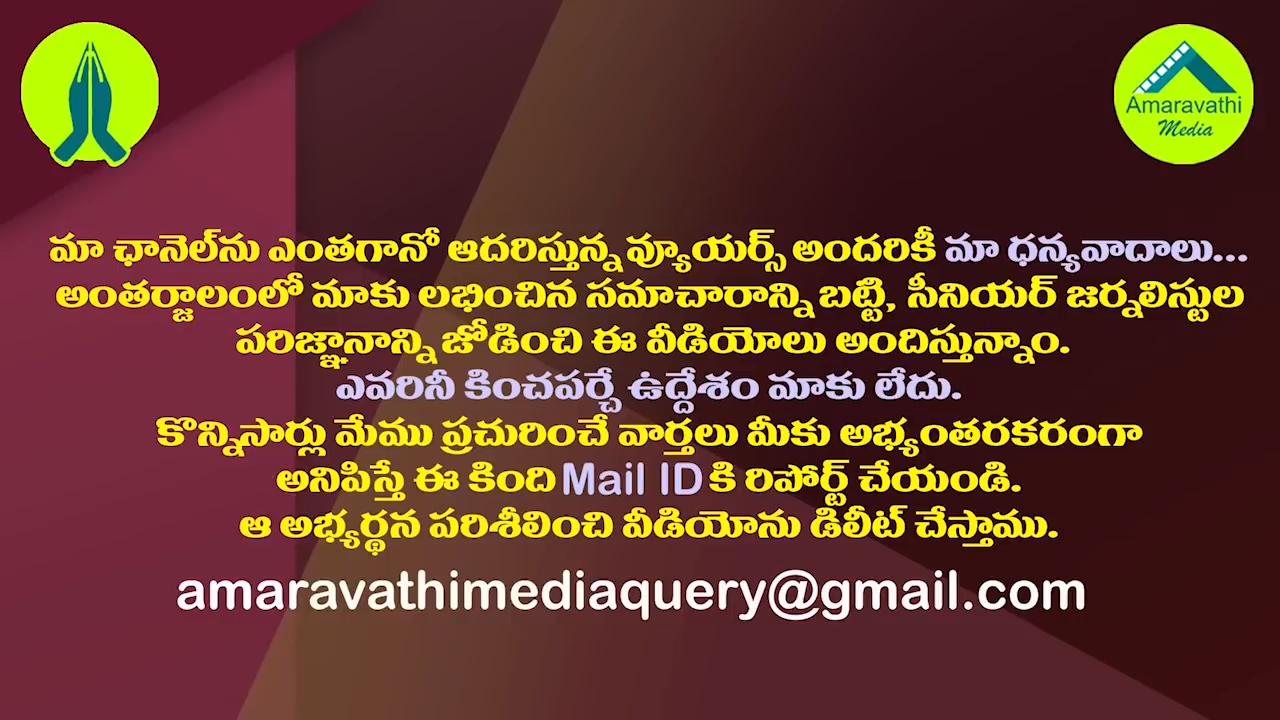 Amaravathi
Media
మా ఛానెల్‌ను ఎంతగానో ఆదరిస్తున్న వ్యూయర్స్ అందరికీ మా ధన్యవాదాలు...
అంతర్జాలంలో మాకు లభించిన సమాచారాన్ని బట్టి, సీనియర్ జర్నలిస్టుల
పరిజ్ఞానాన్ని జోడించి ఈ వీడియోలు అందిస్తున్నాం.
ఎవరినీ కించపర్చే ఉద్దేశం మాకు లేదు.
కొన్నిసార్లు మేము ప్రచురించే వార్తలు మీకు అభ్యంతరకరంగా
అనిపిస్తే ఈ కింది Mail ID కి రిపోర్ట్ చేయండి.
ఆ అభ్యర్థన పరిశీలించి వీడియోను డిలీట్ చేస్తాము.
amaravathimediaquery@gmail.com